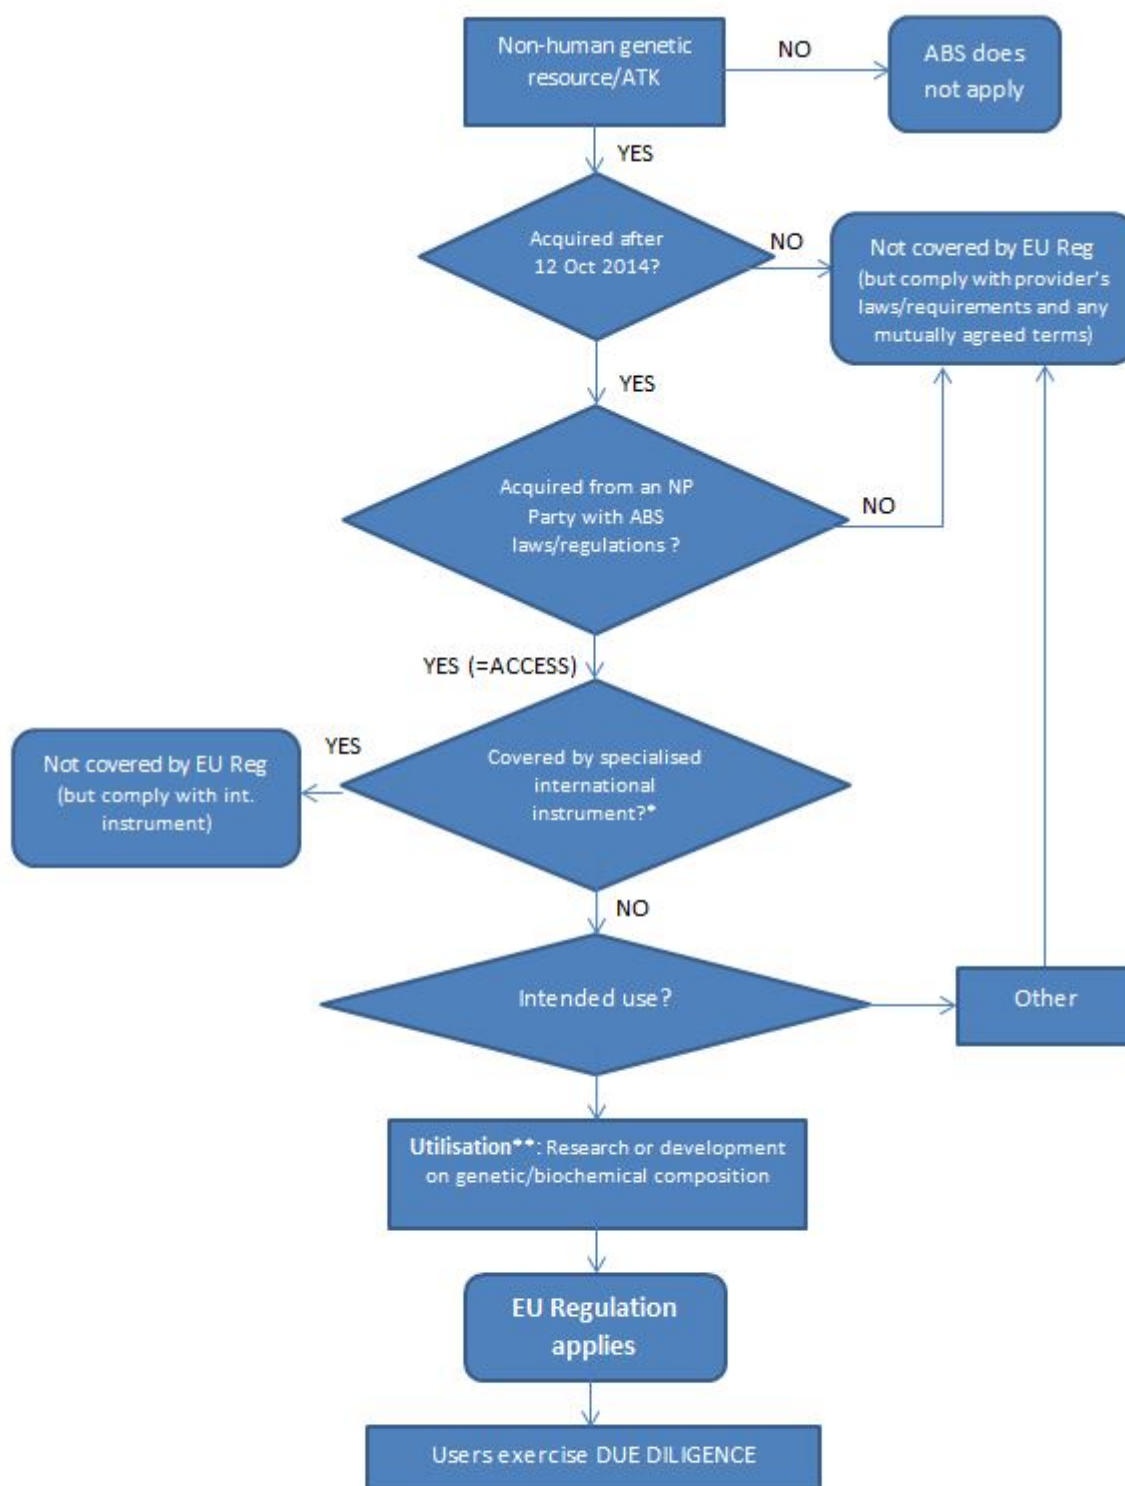 Non-human genetic
resource/ATK
NO
ABS does
not apply
YES
Acquired after
12 Oct 2014?
NO
Not covered by EU Reg
(but comply with provider's
laws/requirements and any
mutually agreed terms)
YES
Acquired from an NP
Party with ABS
laws/regulations ?
NO
YES (=ACCESS)
Covered by specialised
international
instrument?*
YES
Not covered by EU Reg
(but comply with int.
instrument)
NO
Intended use?
Other
Utilisation**: Research or development
on genetic/biochemical composition
EU Regulation
applies
Users exercise DUE DILIGENCE